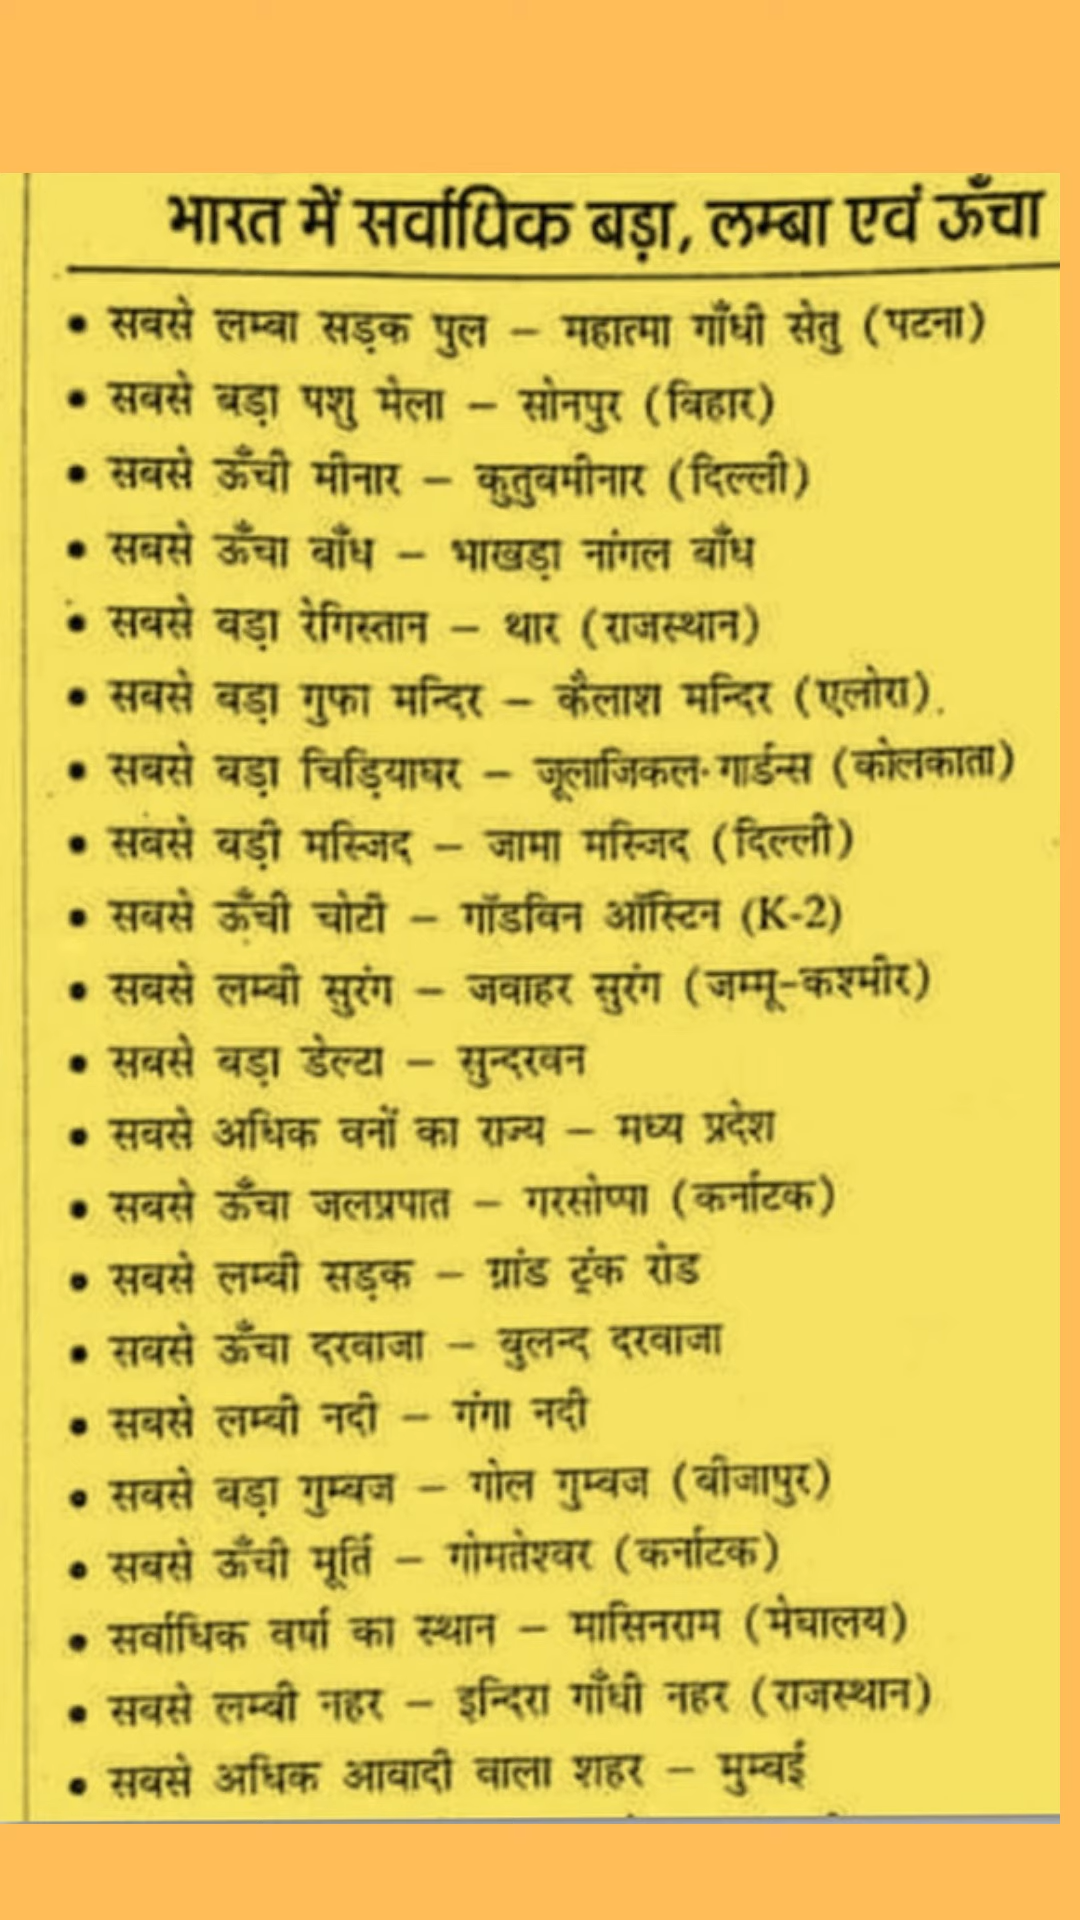 भारत में सर्वाधिक बड़ा, लम्बा एवं ऊँचा
• सबसे लम्बा सड़क पुल – महात्मा गाँधी सेतु (पटना)
• सबसे बड़ा पशु मेला – सोनपुर (बिहार)
• सबसे ऊँची मीनार – कुतुबमीनार (दिल्ली)
• सबसे ऊँचा बाँध – भाखड़ा नांगल बाँध
• सबसे बड़ा रेगिस्तान – थार (राजस्थान)
• सबसे बड़ा गुफा मन्दिर – कैलाश मन्दिर (एलोरा).
• सबसे बड़ा चिड़ियाघर – जूलाजिकल गार्डन्स (कोलकाता)
• सबसे बड़ी मस्जिद – जामा मस्जिद (दिल्ली)
• सबसे ऊँची चोटी – गॉडविन ऑस्टिन (K-2)
• सबसे लम्बी सुरंग – जवाहर सुरंग (जम्मू-कश्मीर)
• सबसे बड़ा डेल्टा – सुन्दरवन
• सबसे अधिक वनों का राज्य – मध्य प्रदेश
• सबसे ऊँचा जलप्रपात – गरसोप्पा (कर्नाटक)
• सबसे लम्बी सड़क – ग्रांड ट्रंक रोड
• सबसे ऊँचा दरवाजा – बुलन्द दरवाजा
• सबसे लम्बी नदी – गंगा नदी
• सबसे बड़ा गुम्बज – गोल गुम्बज (बीजापुर)
• सबसे ऊँची मूर्ति – गोमतेश्वर (कर्नाटक)
• सर्वाधिक वर्षा का स्थान – मासिनराम (मेघालय)
• सबसे लम्बी नहर – इन्दिरा गाँधी नहर (राजस्थान)
• सबसे अधिक आबादी वाला शहर – मुम्बई